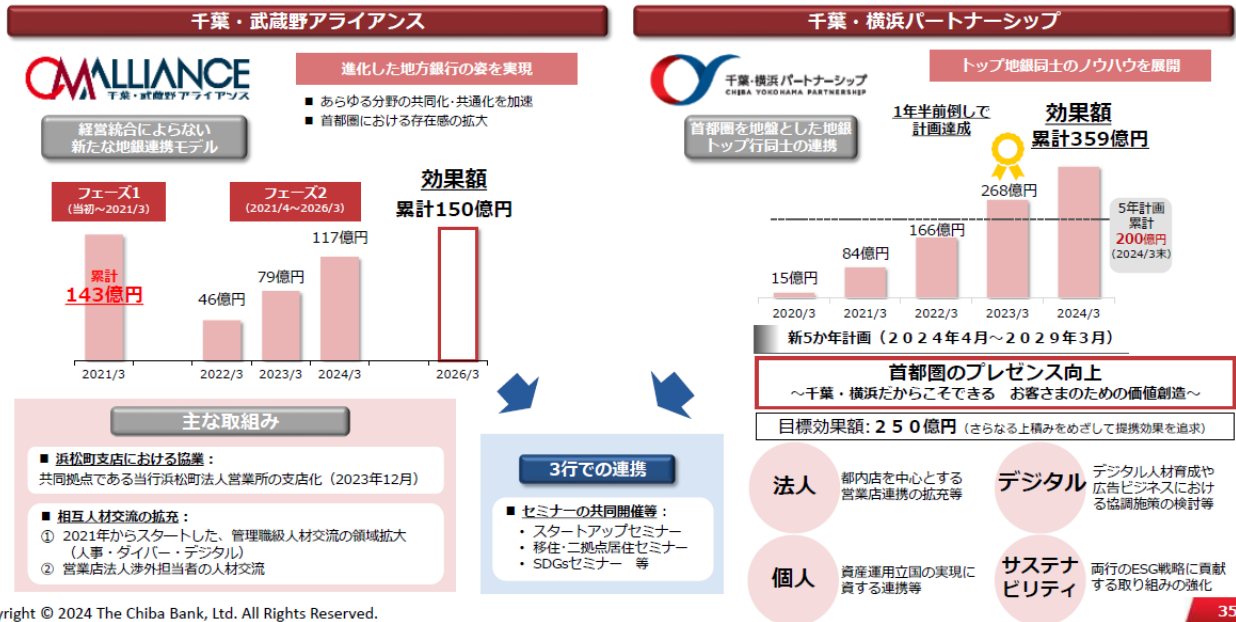 千葉・武蔵野アライアンス
CMALLIANCE
千葉・武蔵野アライアンス
進化した地方銀行の姿を実現
■ あらゆる分野の共同化・共通化を加速
■ 首都圏における存在感の拡大
経営統合によらない
新たな地銀連携モデル
フェーズ1
(当初～2021/3)
フェーズ2
(2021/4～2026/3)
効果額
累計150億円
累計
143億円
46億円
79億円
117億円
2021/3
2022/3
2023/3
2024/3
2026/3
主な取組み
■ 浜松町支店における協業：
共同拠点である当行浜松町法人営業所の支店化（2023年12月）
■ 相互人材交流の拡充：
① 2021年からスタートした、管理職級人材交流の領域拡大
（人事・ダイバー・デジタル）
② 営業店法人渉外担当者の人材交流
3行での連携
■ セミナーの共同開催等：
・ スタートアップセミナー
・ 移住・二拠点居住セミナー
・ SDGsセミナー 等
千葉・横浜パートナーシップ
千葉・横浜パートナーシップ
CHIBA YOKOHAMA PARTNERSHIP
トップ地銀同士のノウハウを展開
首都圏を地盤とした地銀
トップ行同士の連携
1年半前倒しで
計画達成
効果額
累計359億円
15億円
84億円
166億円
268億円
5年計画
累計
200億円
(2024/3末)
2020/3
2021/3
2022/3
2023/3
2024/3
新5か年計画（２０２４年４月～２０２９年３月）
首都圏のプレゼンス向上
～千葉・横浜だからこそできる お客さまのための価値創造～
目標効果額：２５０億円（さらなる上積みをめざして提携効果を追求）
法人
都内店を中心とする
営業店連携の拡充等
デジタル
デジタル人材育成や
広告ビジネスにおけ
る協調施策の検討等
個人
資産運用立国の実現に
資する連携等
サステナ
ビリティ
両行のESG戦略に貢献
する取り組みの強化
yright © 2024 The Chiba Bank, Ltd. All Rights Reserved.
35